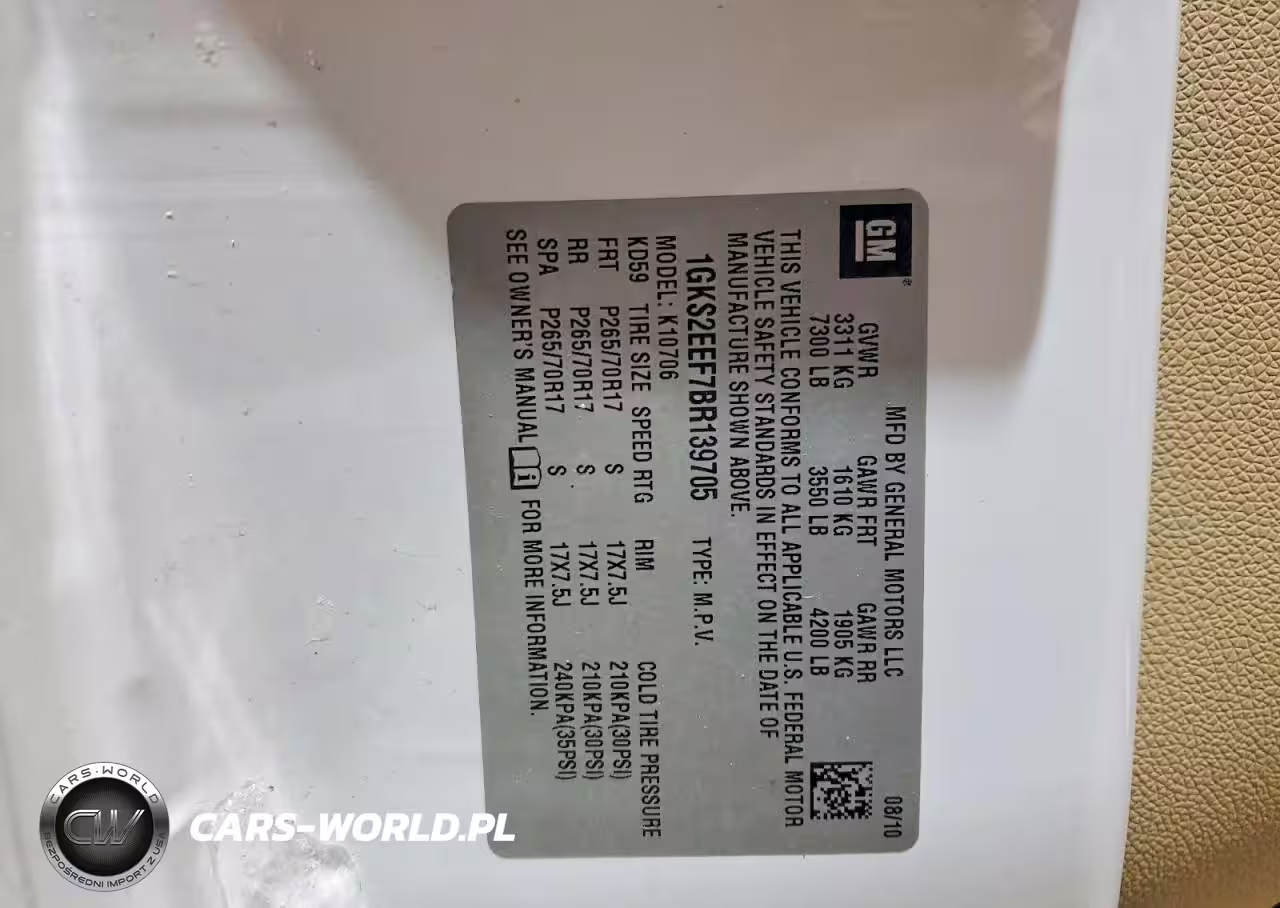 GM
MFD BY GENERAL MOTORS LLC 08/10
GVWR GAWR FRT GAWR RR
3311 KG 1610 KG 1905 KG
7300 LB 3550 LB 4200 LB
THIS VEHICLE CONFORMS TO ALL APPLICABLE U.S. FEDERAL MOTOR
VEHICLE SAFETY STANDARDS IN EFFECT ON THE DATE OF
MANUFACTURE SHOWN ABOVE.
1GKS2EEF7BR139705 TYPE: M.P.V.
MODEL: K10706
KD59 TIRE SIZE SPEED RTG RIM COLD TIRE PRESSURE
FRT P265/70R17 S 17X7.5J 210KPA(30PSI)
RR P265/70R17 S 17X7.5J 210KPA(30PSI)
SPA P265/70R17 S 17X7.5J 240KPA(35PSI)
SEE OWNER'S MANUAL i FOR MORE INFORMATION.
CARS-WORLD
CW
BEZPOŚREDNI IMPORT Z USA
CARS-WORLD.PL